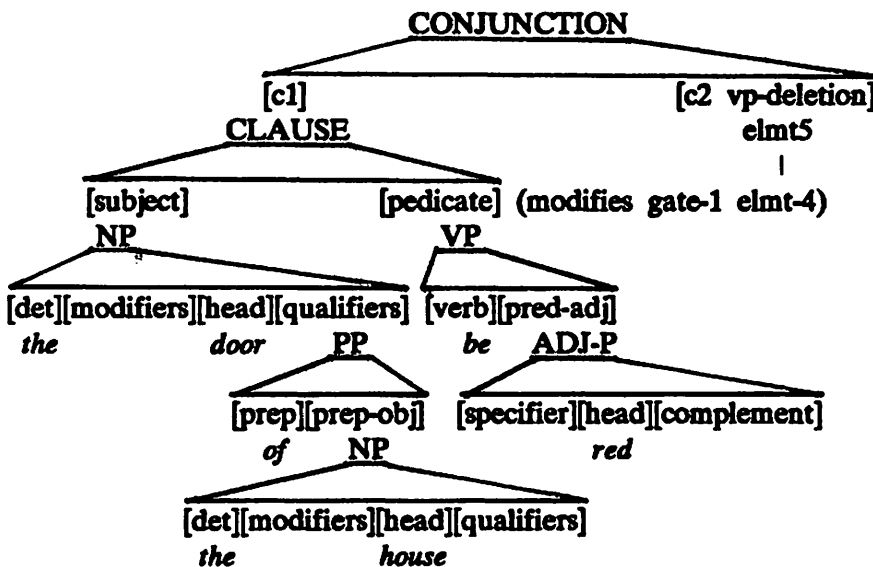 CONJUNCTION
[c1] [c2 vp-deletion]
CLAUSE elmt5
[subject] [pedicate] (modifies gate-1 elmt-4)
NP VP
[det][modifiers][head][qualifiers] [verb][pred-adj]
the door PP be ADJ-P
[prep][prep-obj] [specifier][head][complement]
of NP red
[det][modifiers][head][qualifiers]
the house